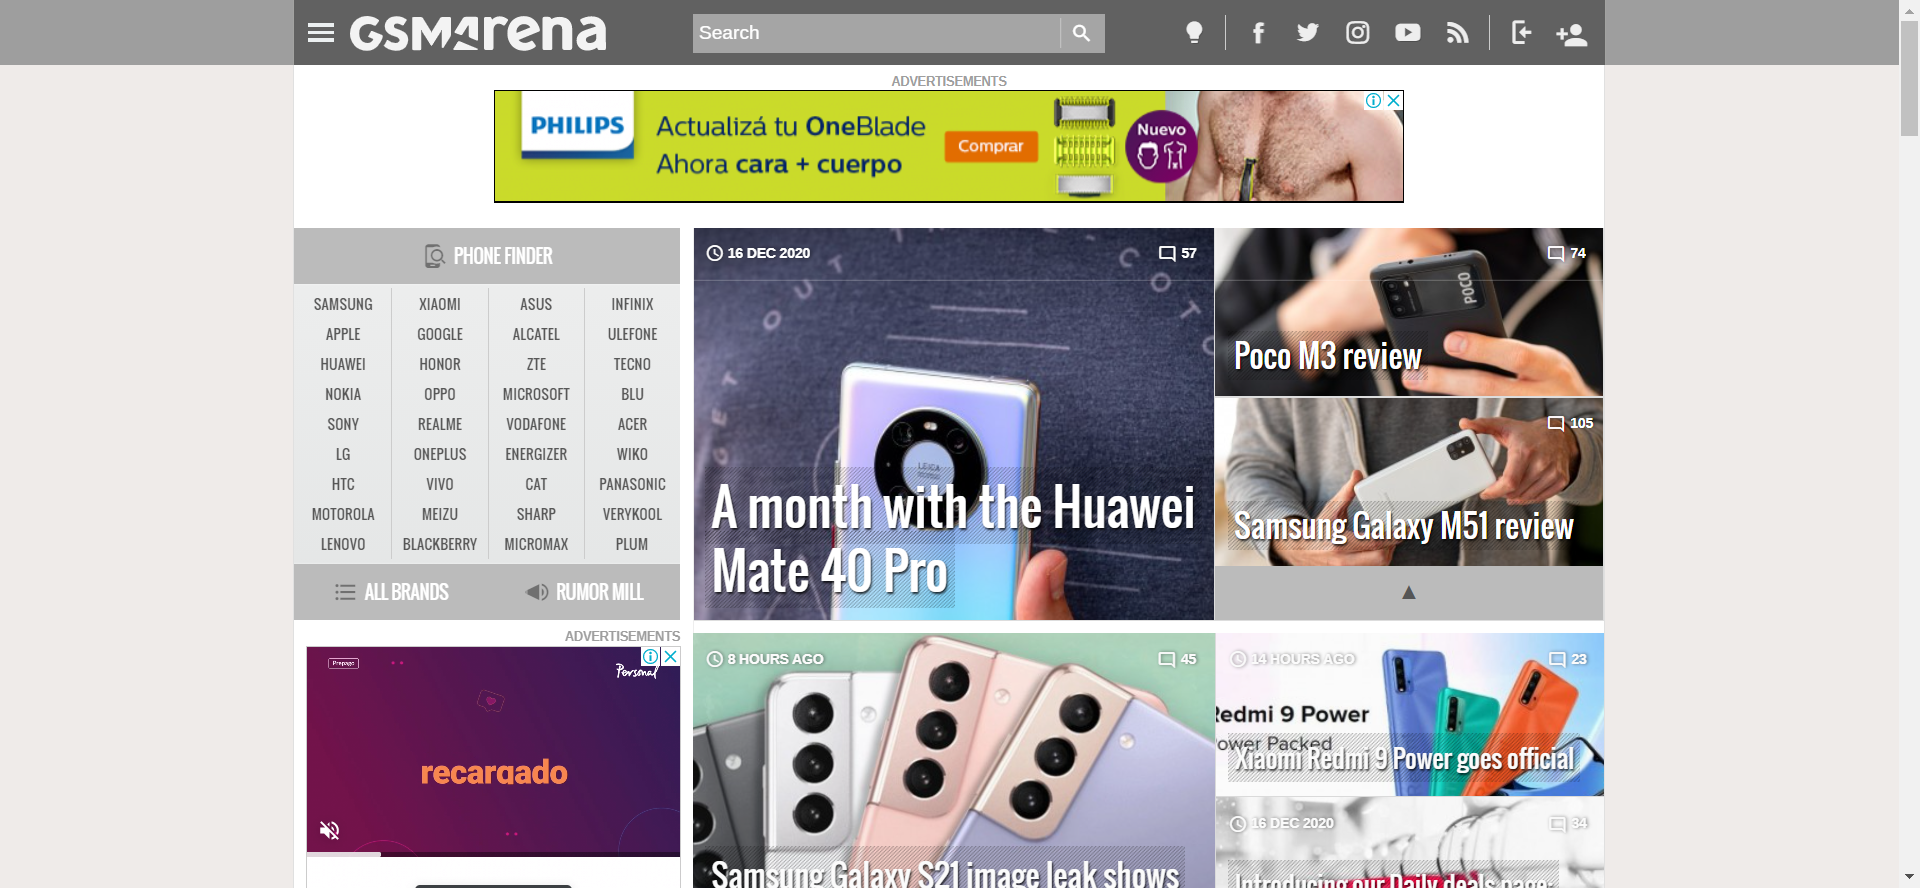 GSMArena
Search
ADVERTISEMENTS
PHILIPS
Actualizá tu OneBlade
Ahora cara + cuerpo
Comprar
Nuevo
PHONE FINDER
SAMSUNG XIAOMI ASUS INFINIX
APPLE GOOGLE ALCATEL ULEFONE
HUAWEI HONOR ZTE TECNO
NOKIA OPPO MICROSOFT BLU
SONY REALME VODAFONE ACER
LG ONEPLUS ENERGIZER WIKO
HTC VIVO CAT PANASONIC
MOTOROLA MEIZU SHARP VERYKOOL
LENOVO BLACKBERRY MICROMAX PLUM
ALL BRANDS RUMOR MILL
16 DEC 2020 57
LEICA
A month with the Huawei
Mate 40 Pro
74
POCO
Poco M3 review
105
Samsung Galaxy M51 review
▲
ADVERTISEMENTS
Prepago
Personal
recargado
8 HOURS AGO 45
Samsung Galaxy S21 image leak shows
14 HOURS AGO 23
Redmi 9 Power
ower Packed
Xiaomi Redmi 9 Power goes official
16 DEC 2020 34
Introducing our Daily deals page: